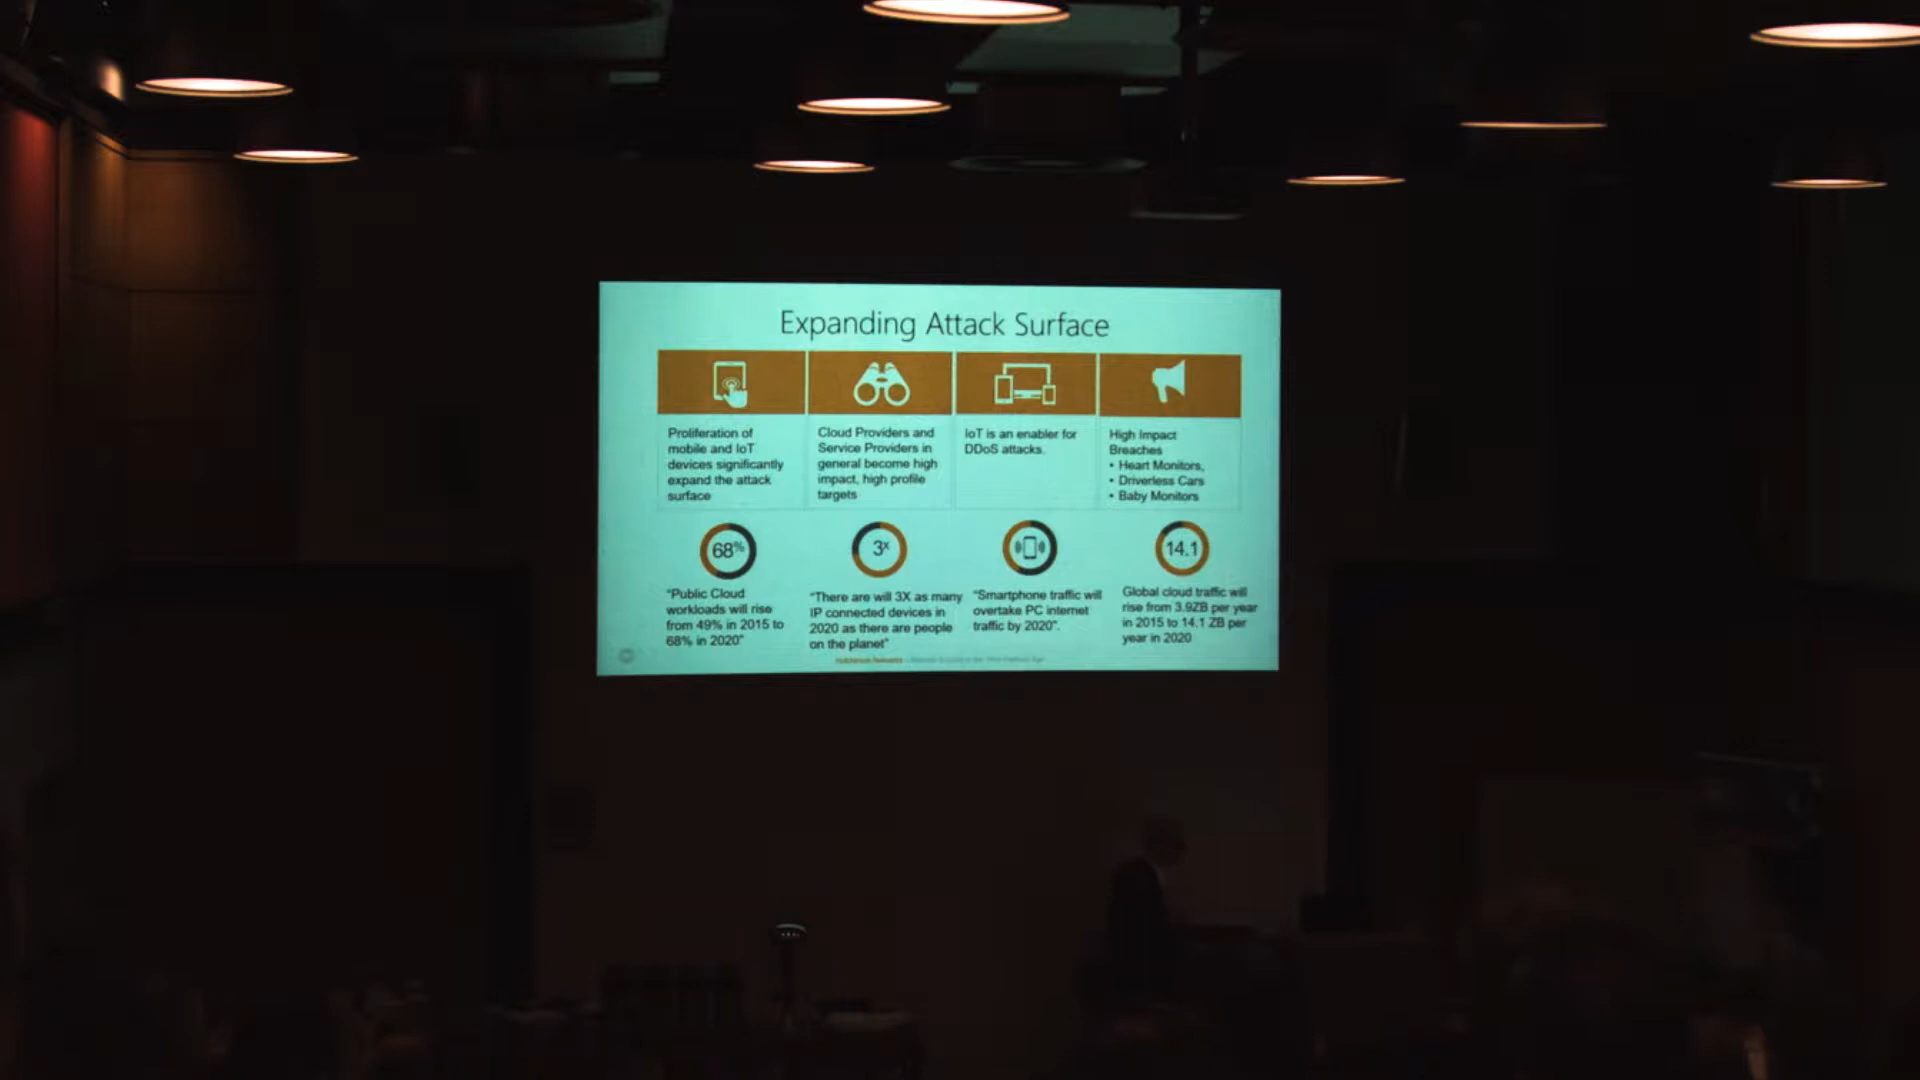 Expanding Attack Surface
Proliferation of
mobile and IoT
devices significantly
expand the attack
surface
Cloud Providers and
Service Providers in
general become high
impact, high profile
targets
IoT is an enabler for
DDoS attacks.
High Impact
Breaches
• Heart Monitors,
• Driverless Cars
• Baby Monitors
68%
3x
14.1
"Public Cloud
workloads will rise
from 49% in 2015 to
68% in 2020"
"There are will 3X as many
IP connected devices in
2020 as there are people
on the planet"
"Smartphone traffic will
overtake PC internet
traffic by 2020".
Global cloud traffic will
rise from 3.9ZB per year
in 2015 to 14.1 ZB per
year in 2020